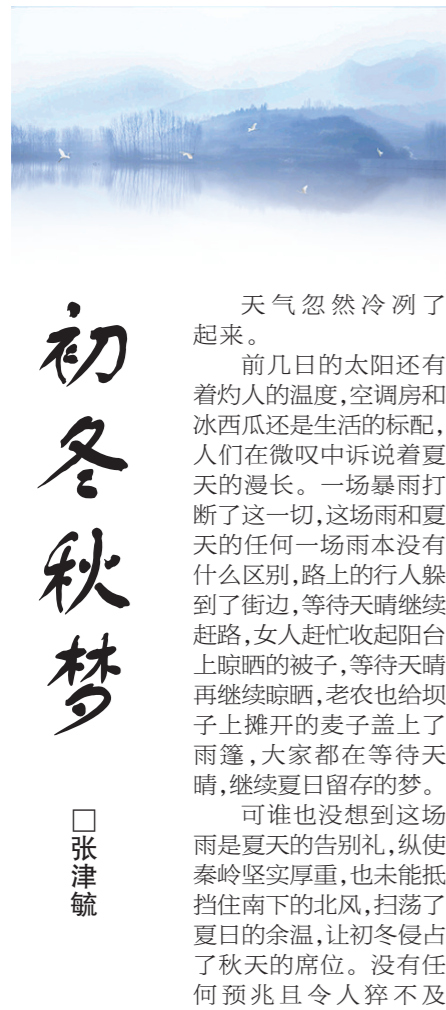 初冬秋梦
□张津毓
天气忽然冷冽了
起来。
前几日的太阳还有
着灼人的温度,空调房和
冰西瓜还是生活的标配,
人们在微叹中诉说着夏
天的漫长。一场暴雨打
断了这一切,这场雨和夏
天的任何一场雨本没有
什么区别,路上的行人躲
到了街边,等待天晴继续
赶路,女人赶忙收起阳台
上晾晒的被子,等待天晴
再继续晾晒,老农也给坝
子上摊开的麦子盖上了
雨篷,大家都在等待天
晴,继续夏日留存的梦。
可谁也没想到这场
雨是夏天的告别礼,纵使
秦岭坚实厚重,也未能抵
挡住南下的北风,扫荡了
夏日的余温,让初冬侵占
了秋天的席位。没有任
何预兆且令人猝不及